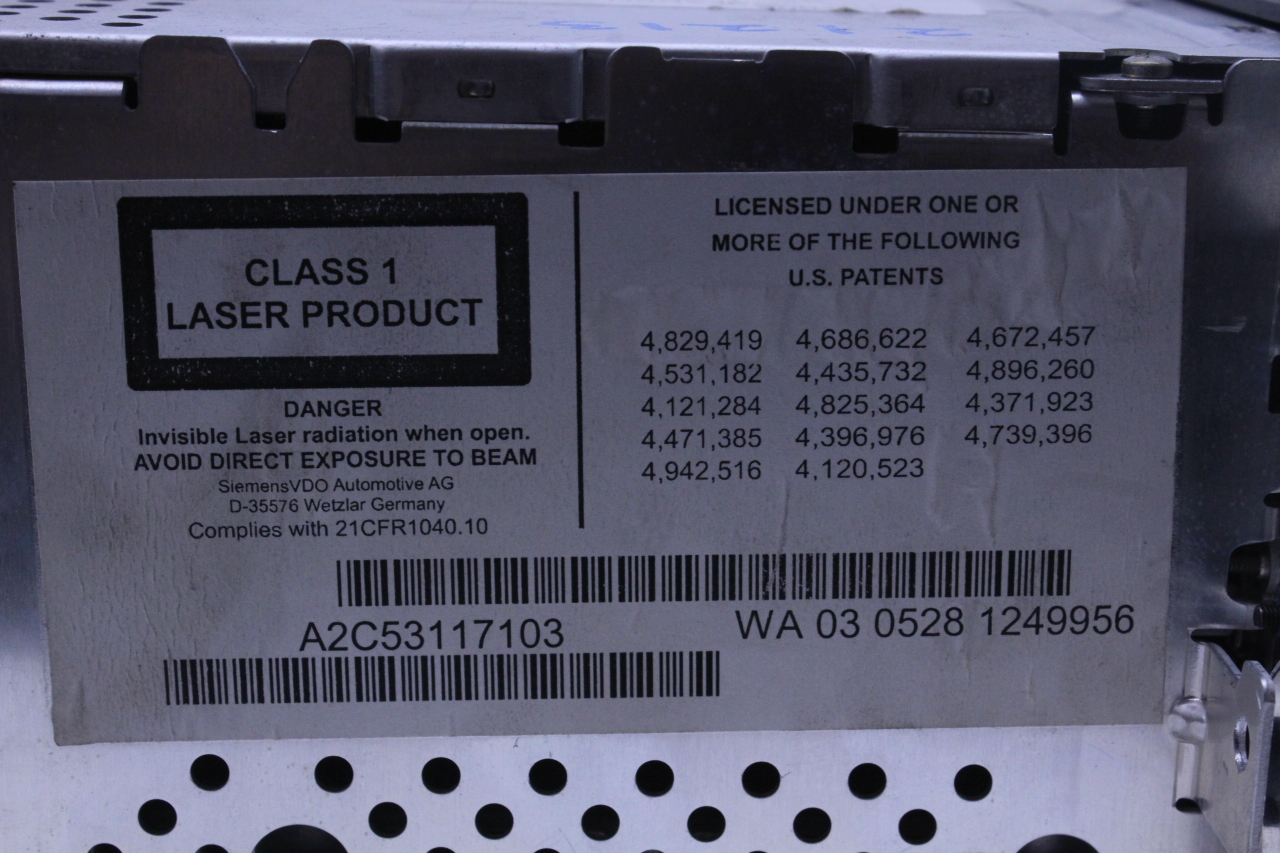 CLASS 1
LASER PRODUCT
DANGER
Invisible Laser radiation when open.
AVOID DIRECT EXPOSURE TO BEAM
SiemensVDO Automotive AG
D-35576 Wetzlar Germany
Complies with 21CFR1040.10
LICENSED UNDER ONE OR
MORE OF THE FOLLOWING
U.S. PATENTS
4,829,419 4,686,622 4,672,457
4,531,182 4,435,732 4,896,260
4,121,284 4,825,364 4,371,923
4,471,385 4,396,976 4,739,396
4,942,516 4,120,523
A2C53117103
WA 03 0528 1249956